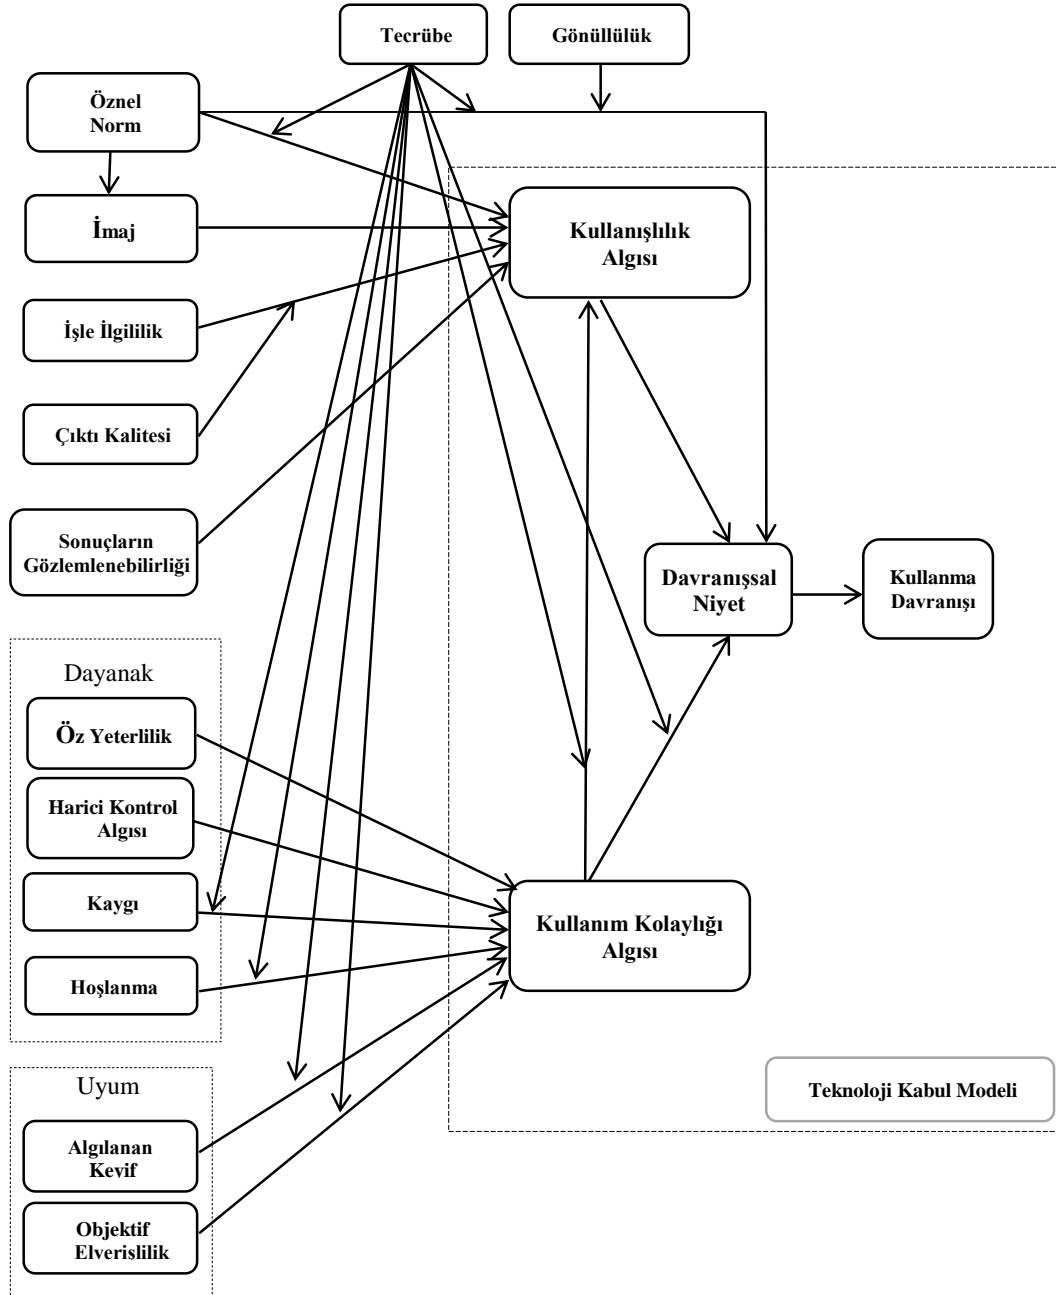 Tecrübe
Gönüllülük
Öznel
Norm
İmaj
Kullanışlılık
Algısı
İşle İlgililik
Çıktı Kalitesi
Sonuçların
Gözlemlenebilirliği
Davranışsal
Niyet
Kullanma
Davranışı
Dayanak
Öz Yeterlilik
Harici Kontrol
Algısı
Kaygı
Hoşlanma
Kullanım Kolaylığı
Algısı
Uyum
Teknoloji Kabul Modeli
Algılanan
Kevif
Objektif
Elverislilik